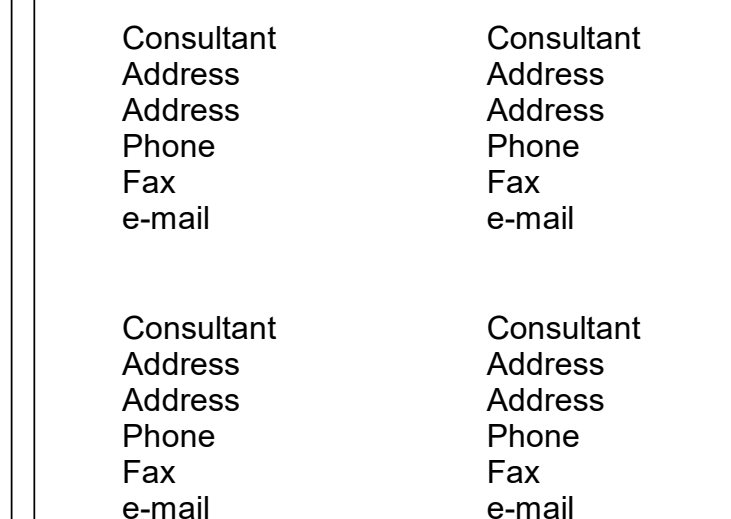 Consultant
Address
Address
Phone
Fax
e-mail
Consultant
Address
Address
Phone
Fax
e-mail
Consultant
Address
Address
Phone
Fax
e-mail
Consultant
Address
Address
Phone
Fax
e-mail